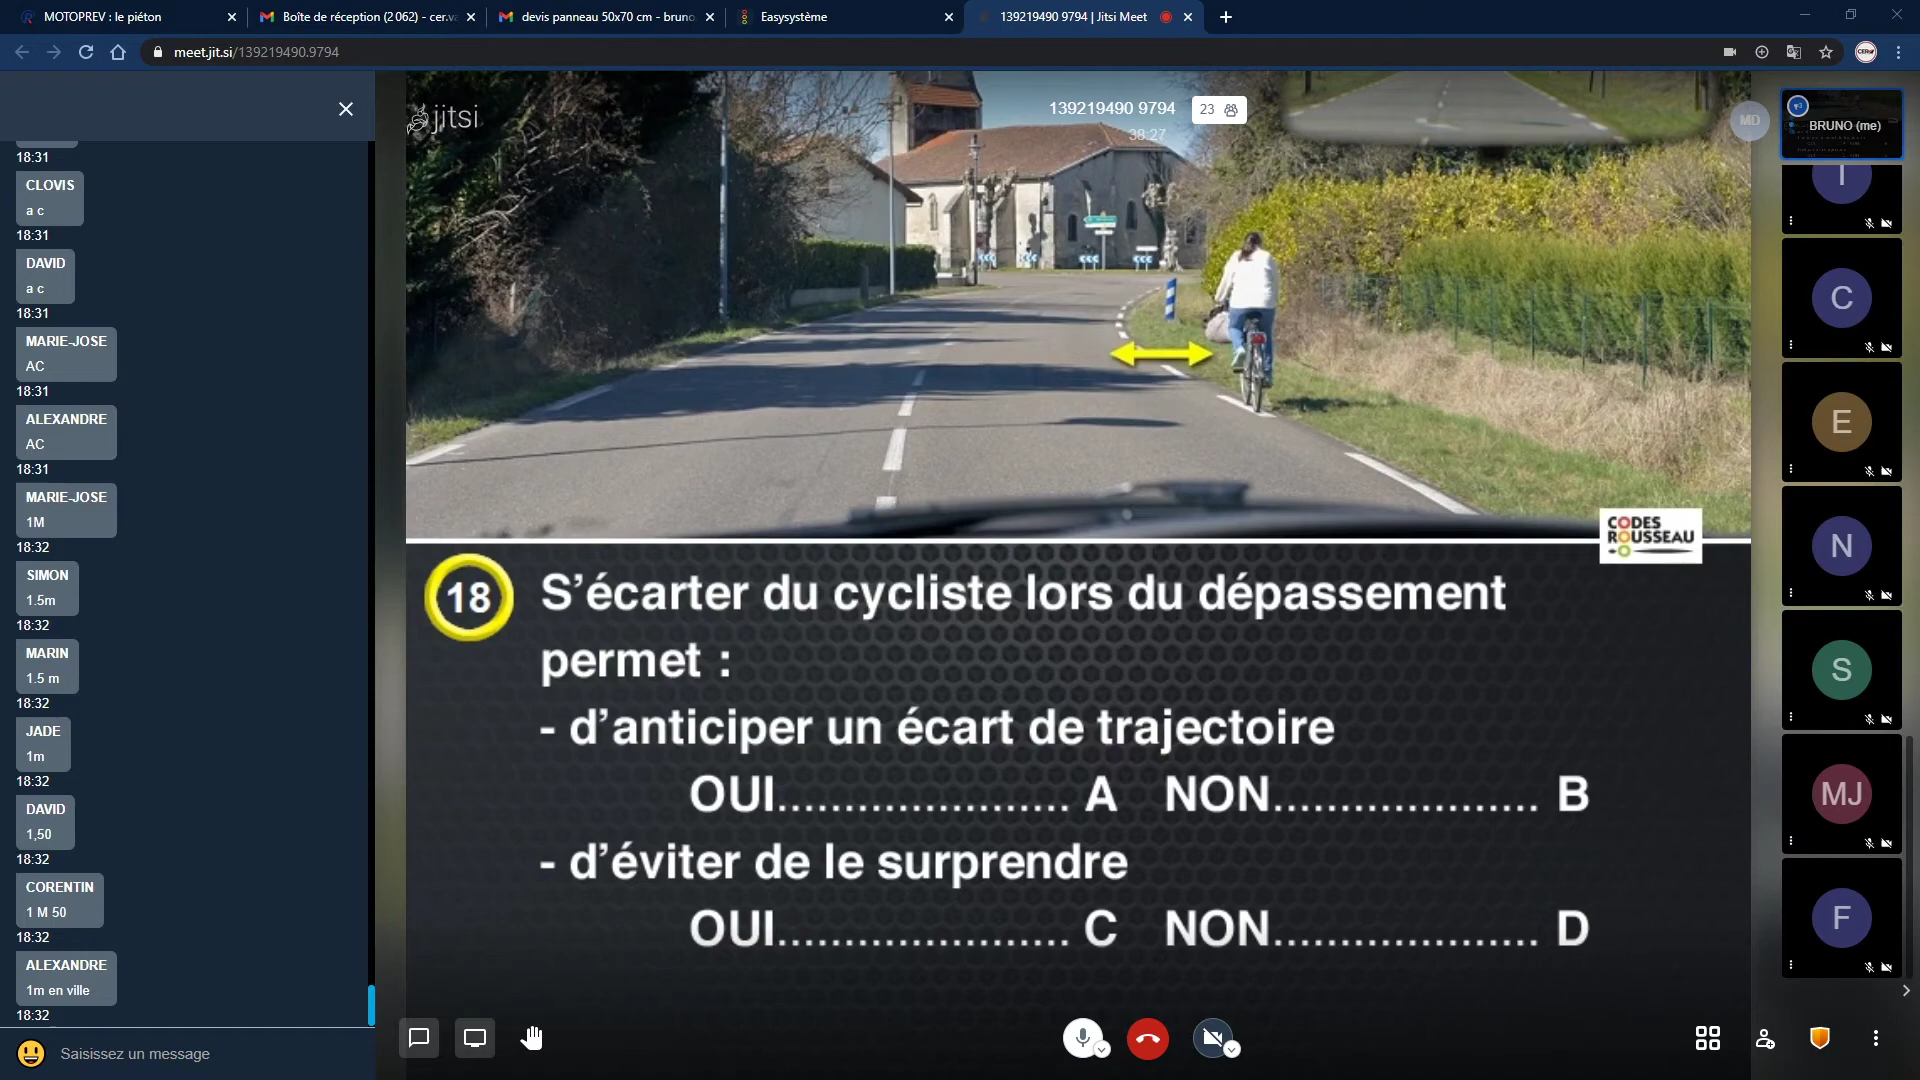 MOTOPREV : le piéton
Boîte de réception (2 062) - cer.va
devis panneau 50x70 cm - bruno.
Easysystème
139219490 9794 | Jitsi Meet
meet.jit.si/139219490.9794
18:31
CLOVIS
a c
18:31
DAVID
a c
18:31
MARIE-JOSE
AC
18:31
ALEXANDRE
AC
18:31
MARIE-JOSE
1M
18:32
SIMON
1.5m
18:32
MARIN
1.5 m
18:32
JADE
1m
18:32
DAVID
1,50
18:32
CORENTIN
1 M 50
18:32
ALEXANDRE
1m en ville
18:32
Saisissez un message
jitsi
139219490 9794
23
38:27
CODES
ROUSSEAU
18 S'écarter du cycliste lors du dépassement
permet :
- d'anticiper un écart de trajectoire
OUI...................... A NON.................... B
- d'éviter de le surprendre
OUI...................... C NON.................... D
MD
BRUNO (me)
I
C
E
N
S
MJ
F